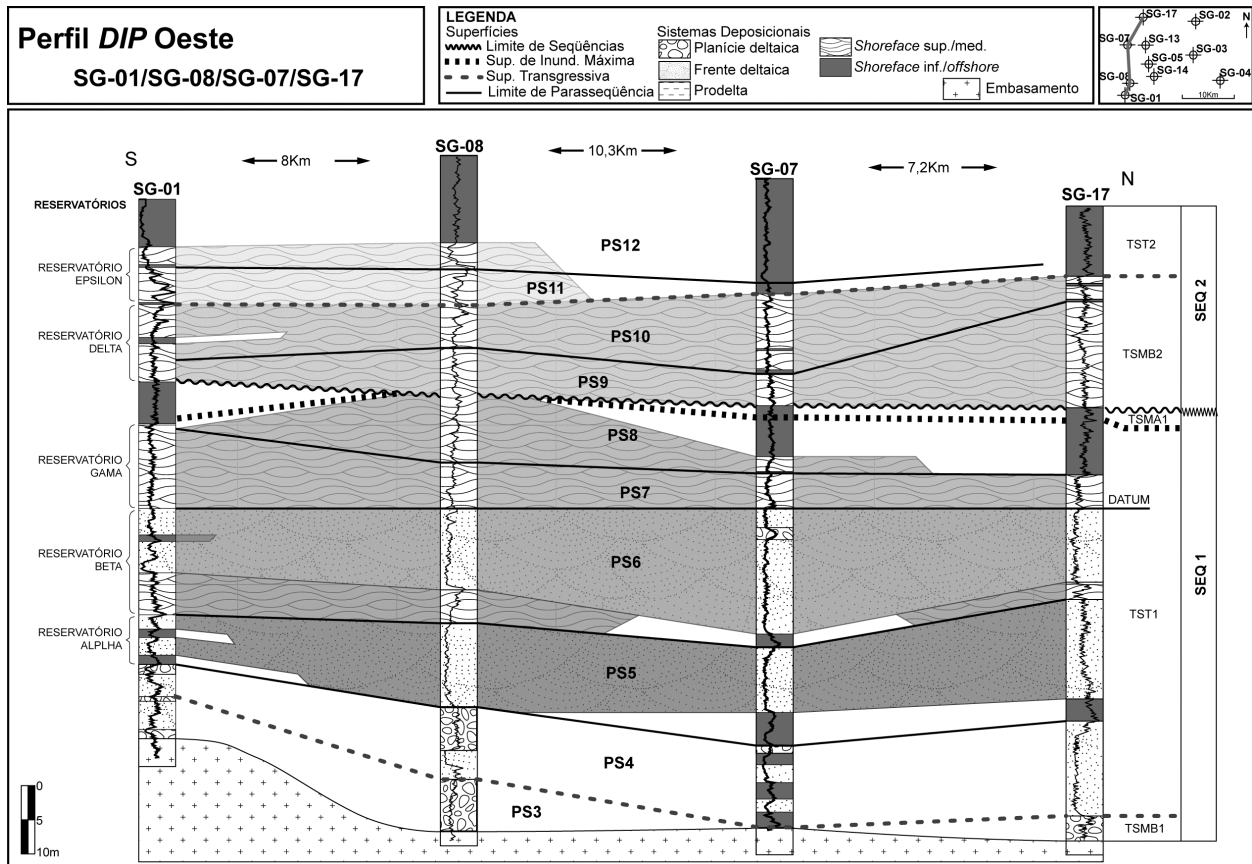 Perfil DIP Oeste
SG-01/SG-08/SG-07/SG-17
LEGENDA
Superfícies
Limite de Seqüências
Sup. de Inund. Máxima
Sup. Transgressiva
Limite de Parasseqüência
Sistemas Deposicionais
Planície deltaica
Frente deltaica
Prodelta
Shoreface sup./med.
Shoreface inf./offshore
Embasamento
SG-17
SG-02
N
SG-07
SG-13
SG-03
SG-05
SG-14
SG-08
SG-04
SG-01
10Km
S
8Km
SG-08
10,3Km
SG-07
7,2Km
N
SG-01
SG-17
RESERVATÓRIOS
RESERVATÓRIO
EPSILON
RESERVATÓRIO
DELTA
RESERVATÓRIO
GAMA
RESERVATÓRIO
BETA
RESERVATÓRIO
ALPLHA
PS12
PS11
PS10
PS9
PS8
PS7
PS6
PS5
PS4
PS3
TST2
TSMB2
TSMA1
DATUM
TST1
TSMB1
SEQ 2
SEQ 1
0
5
10m